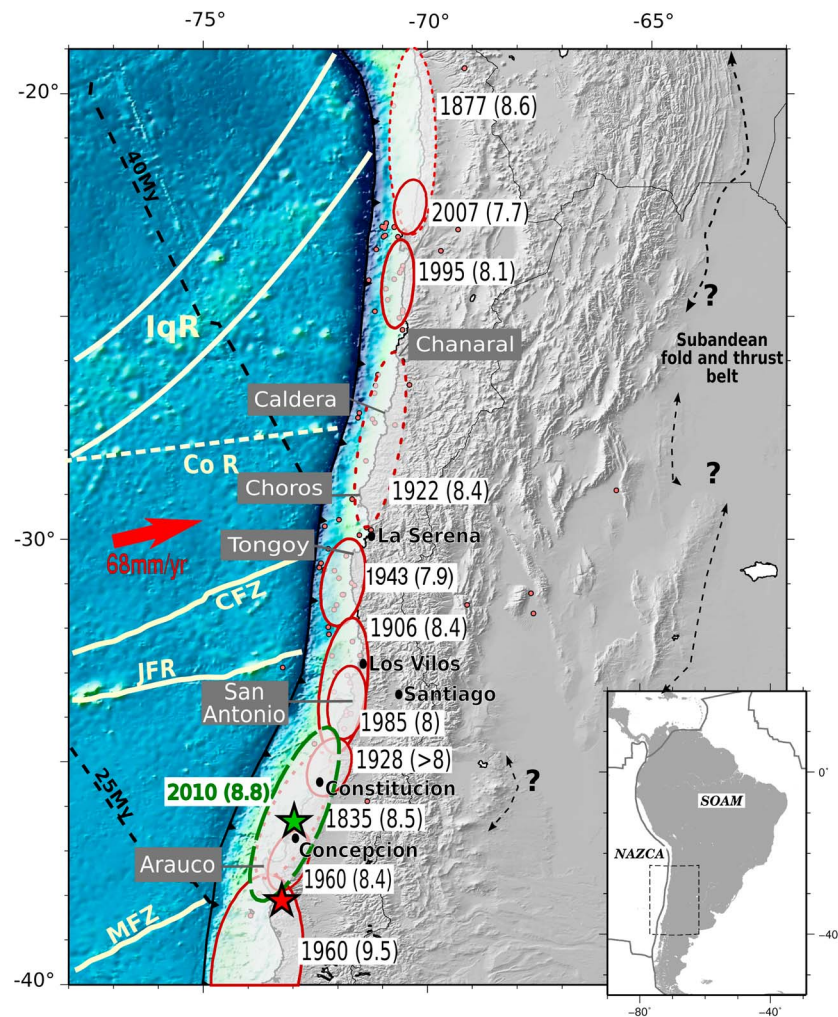 -75°
-70°
-65°
-20°
1877 (8.6)
40My
2007 (7.7)
1995 (8.1)
?
IqR
Chanaral
Subandean
fold and thrust
belt
Caldera
Co R
?
Choros
1922 (8.4)
-30°
La Serena
Tongoy
68mm/yr
1943 (7.9)
CFZ
1906 (8.4)
JFR
Los Vilos
San
Antonio
Santiago
1985 (8)
1928 (>8)
25My
2010 (8.8)
Constitucion
?
1835 (8.5)
Concepcion
Arauco
1960 (8.4)
MFZ
1960 (9.5)
-40°
0°
SOAM
NAZCA
−40°
−80°
−40°